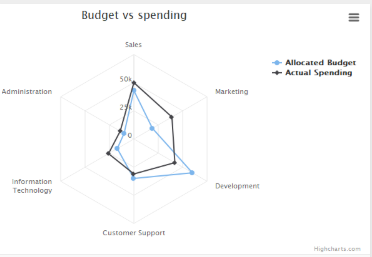 Budget vs spending
Sales
Allocated Budget
Actual Spending
50k
Administration
Marketing
25k
0
Information
Technology
Development
Customer Support
Highcharts.com